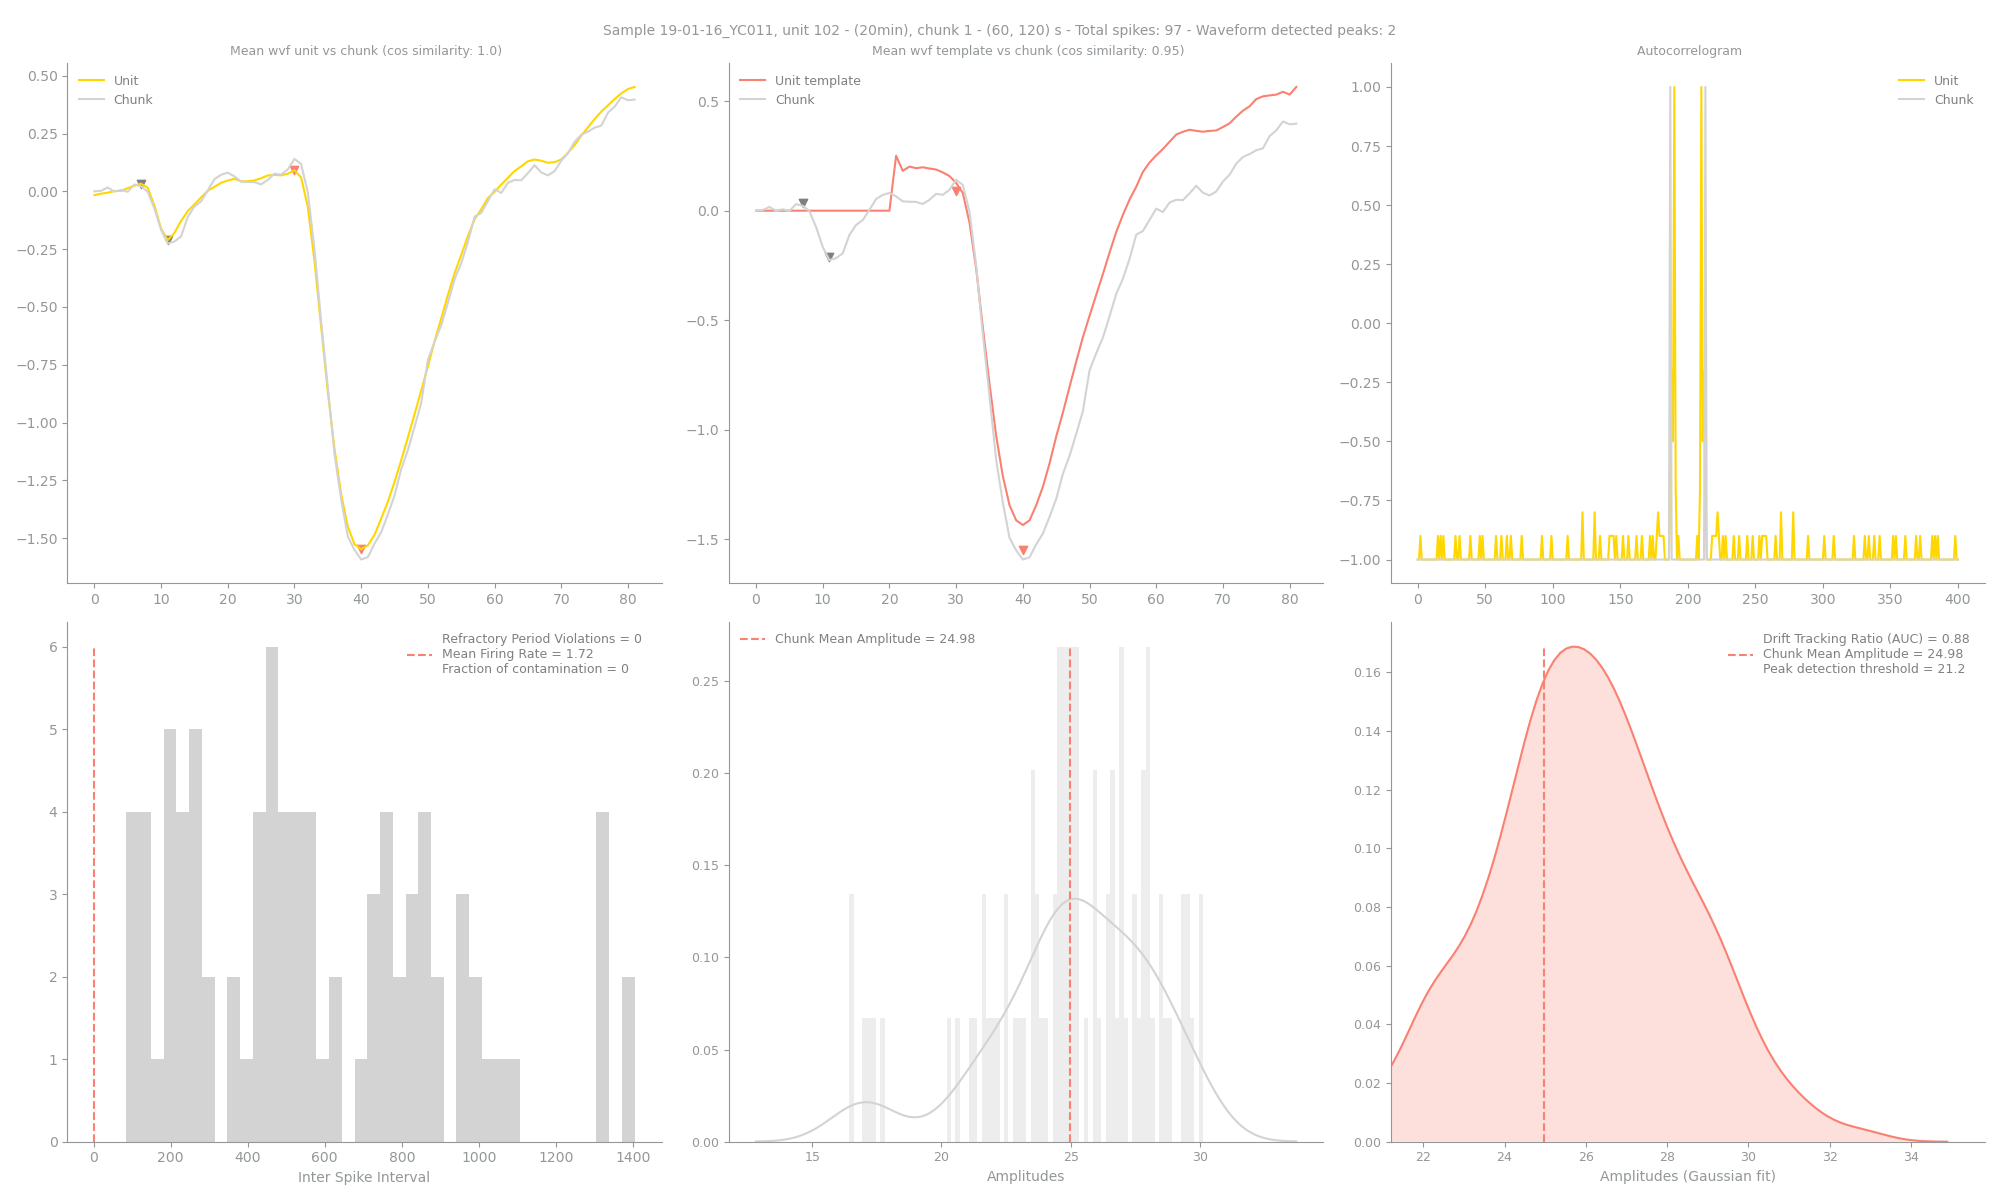 Sample 19-01-16_YC011, unit 102 - (20min), chunk 1 - (60, 120) s - Total spikes: 97 - Waveform detected peaks: 2
Mean wvf unit vs chunk (cos similarity: 1.0)
Unit
Chunk
0.50
0.25
0.00
−0.25
−0.50
−0.75
−1.00
−1.25
−1.50
0 10 20 30 40 50 60 70 80
Mean wvf template vs chunk (cos similarity: 0.95)
Unit template
Chunk
0.5
0.0
−0.5
−1.0
−1.5
0 10 20 30 40 50 60 70 80
Autocorrelogram
Unit
Chunk
1.00
0.75
0.50
0.25
0.00
−0.25
−0.50
−0.75
−1.00
0 50 100 150 200 250 300 350 400
Refractory Period Violations = 0
Mean Firing Rate = 1.72
Fraction of contamination = 0
6
5
4
3
2
1
0
0 200 400 600 800 1000 1200 1400
Inter Spike Interval
Chunk Mean Amplitude = 24.98
0.25
0.20
0.15
0.10
0.05
0.00
15 20 25 30
Amplitudes
Drift Tracking Ratio (AUC) = 0.88
Chunk Mean Amplitude = 24.98
Peak detection threshold = 21.2
0.16
0.14
0.12
0.10
0.08
0.06
0.04
0.02
0.00
22 24 26 28 30 32 34
Amplitudes (Gaussian fit)